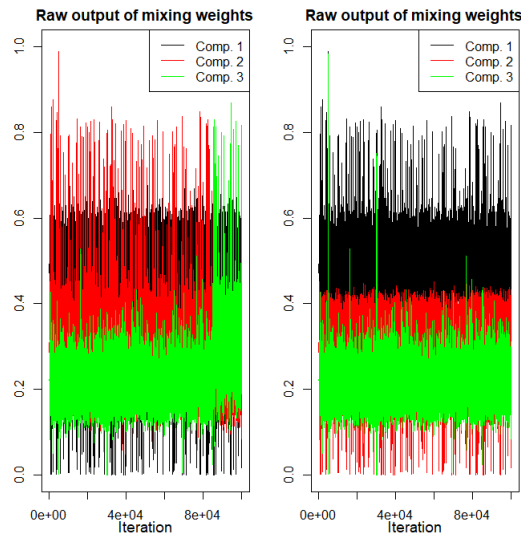 Raw output of mixing weights
Comp. 1
Comp. 2
Comp. 3
1.0
0.8
0.6
0.4
0.2
0.0
0e+00
4e+04
8e+04
Iteration
Raw output of mixing weights
Comp. 1
Comp. 2
Comp. 3
1.0
0.8
0.6
0.4
0.2
0.0
0e+00
4e+04
8e+04
Iteration